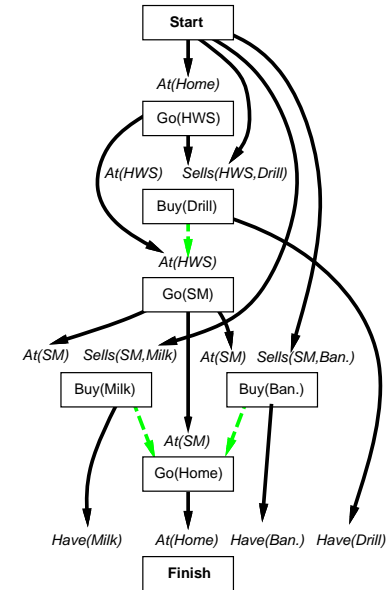 Start
At(Home)
Go(HWS)
At(HWS) Sells(HWS,Drill)
Buy(Drill)
At(HWS)
Go(SM)
At(SM) Sells(SM,Milk) At(SM) Sells(SM,Ban.)
Buy(Milk) Buy(Ban.)
At(SM)
Go(Home)
Have(Milk) At(Home) Have(Ban.) Have(Drill)
Finish